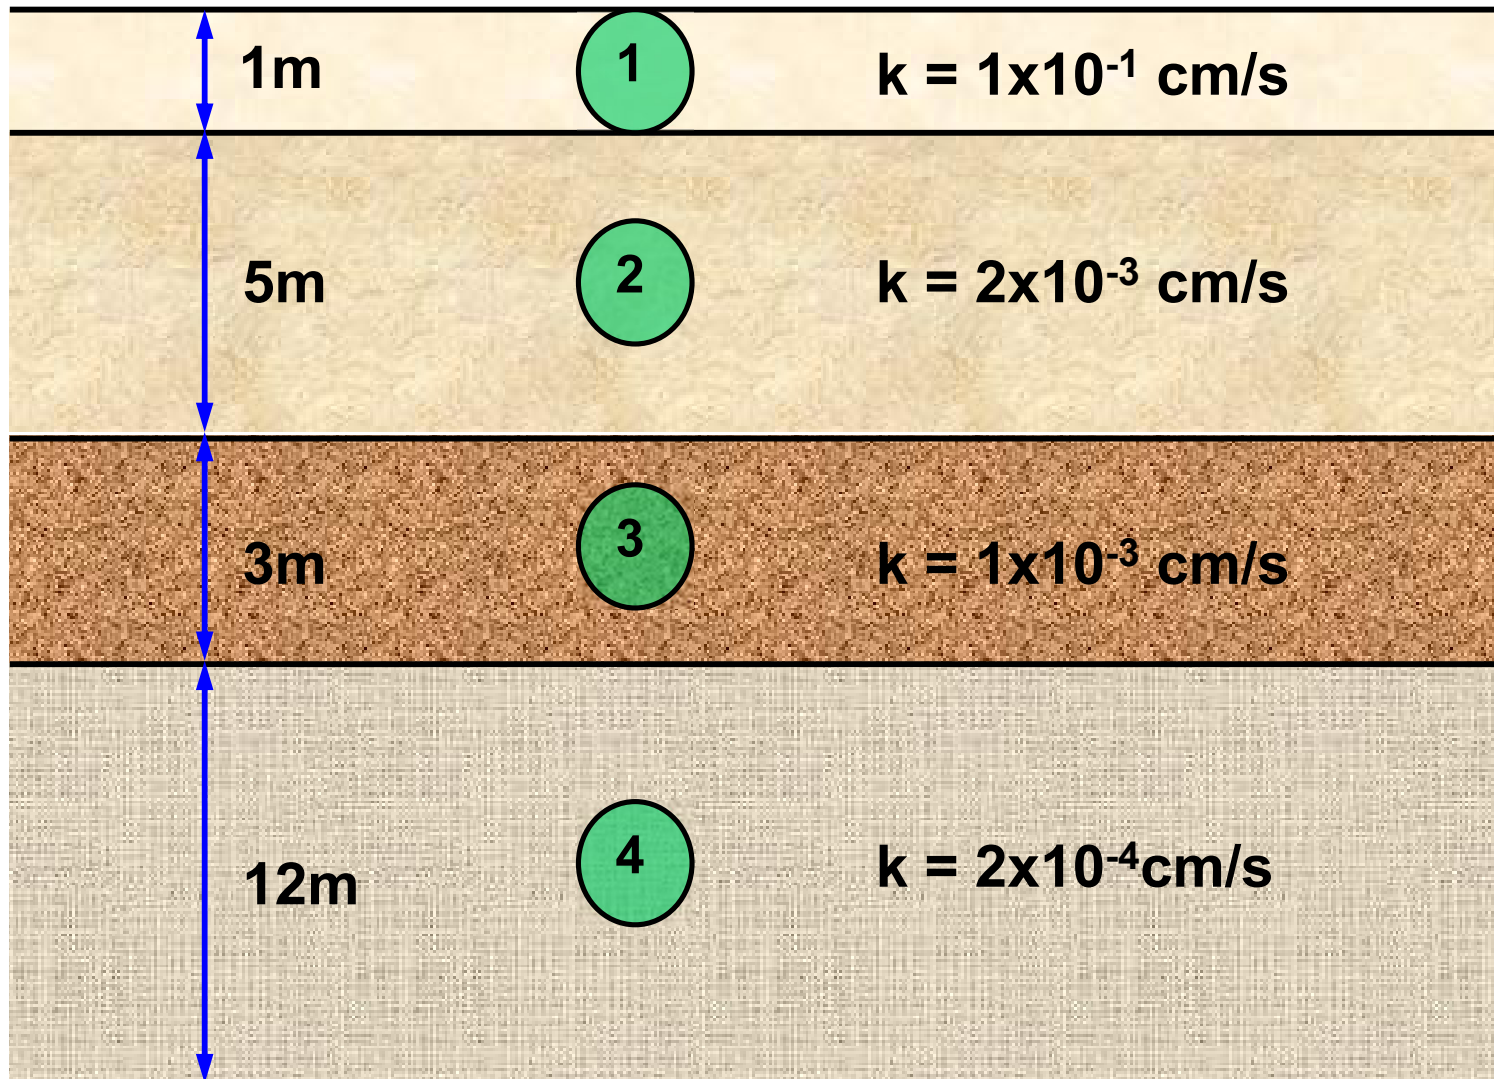 1m 1 k = 1x10⁻¹ cm/s
5m 2 k = 2x10⁻³ cm/s
3m 3 k = 1x10⁻³ cm/s
12m 4 k = 2x10⁻⁴cm/s